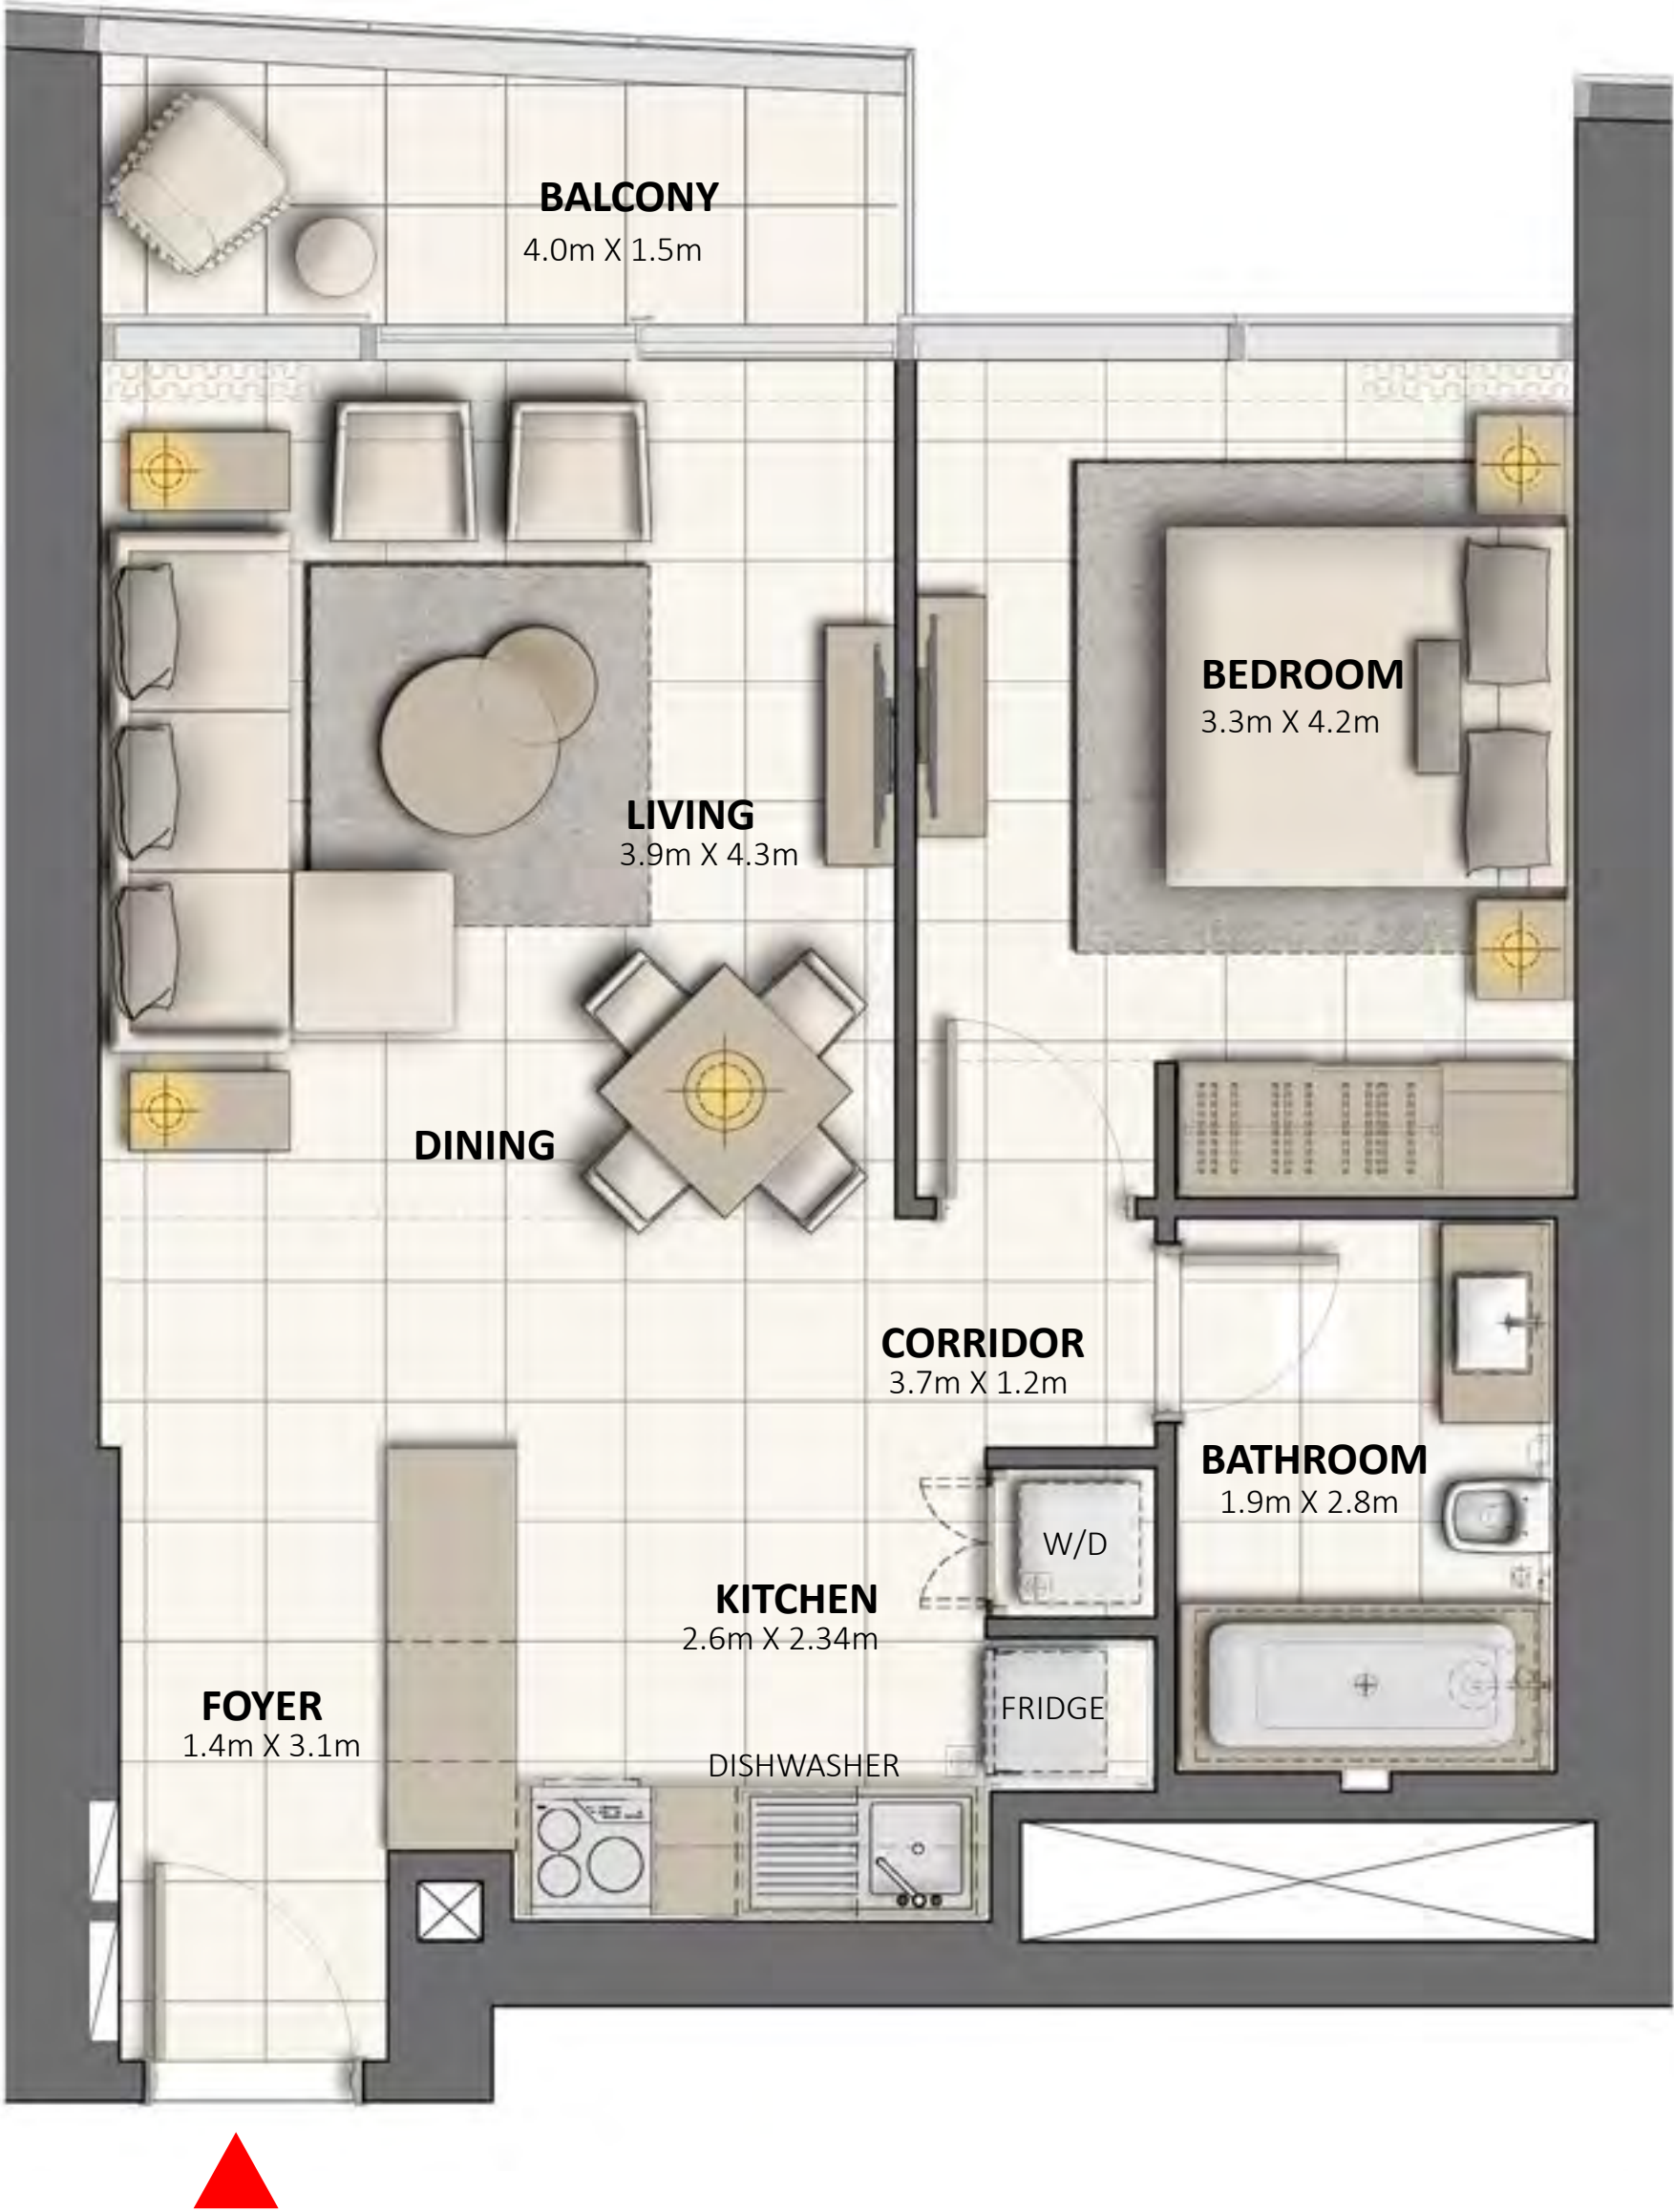 BALCONY
4.0m X 1.5m
BEDROOM
3.3m X 4.2m
LIVING
3.9m X 4.3m
DINING
CORRIDOR
3.7m X 1.2m
BATHROOM
1.9m X 2.8m
W/D
KITCHEN
2.6m X 2.34m
FRIDGE
FOYER
1.4m X 3.1m
DISHWASHER